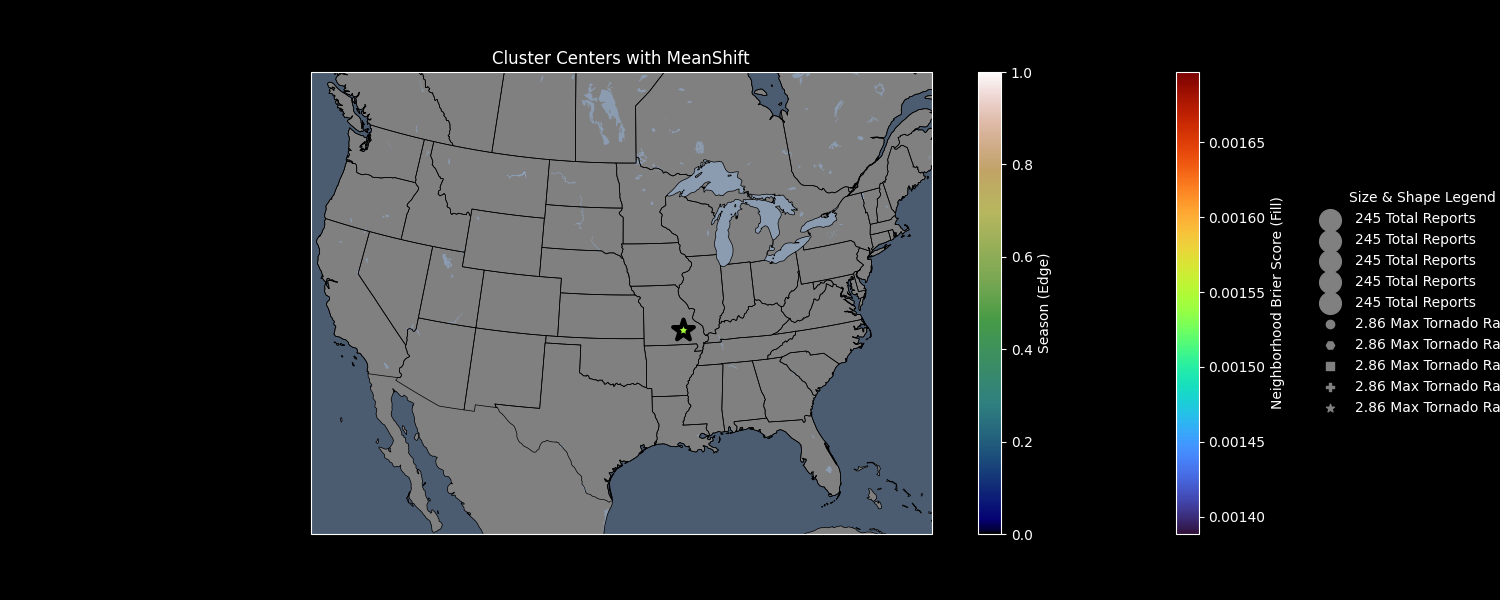 Cluster Centers with MeanShift
1.0
0.8
0.6
0.4
0.2
0.0
Season (Edge)
0.00165
0.00160
0.00155
0.00150
0.00145
0.00140
Neighborhood Brier Score (Fill)
Size & Shape Legend
245 Total Reports
245 Total Reports
245 Total Reports
245 Total Reports
245 Total Reports
2.86 Max Tornado Ra
2.86 Max Tornado Ra
2.86 Max Tornado Ra
2.86 Max Tornado Ra
2.86 Max Tornado Ra